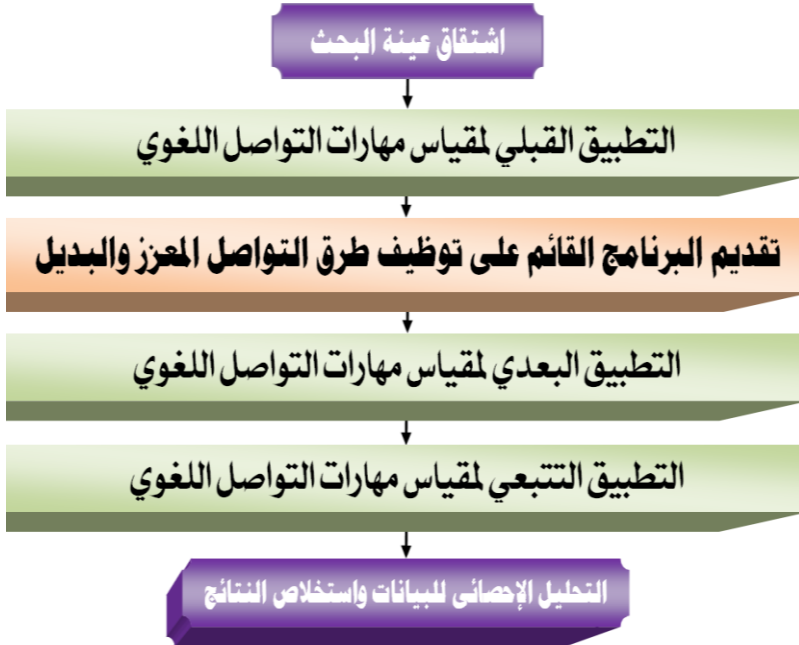 اشتقاق عينة البحث
التطبيق القبلي لمقياس مهارات التواصل اللغوي
تقديم البرنامج القائم على توظيف طرق التواصل المعزز والبديل
التطبيق البعدي لمقياس مهارات التواصل اللغوي
التطبيق التتبعي لمقياس مهارات التواصل اللغوي
التحليل الإحصائى للبيانات واستخلاص النتائج